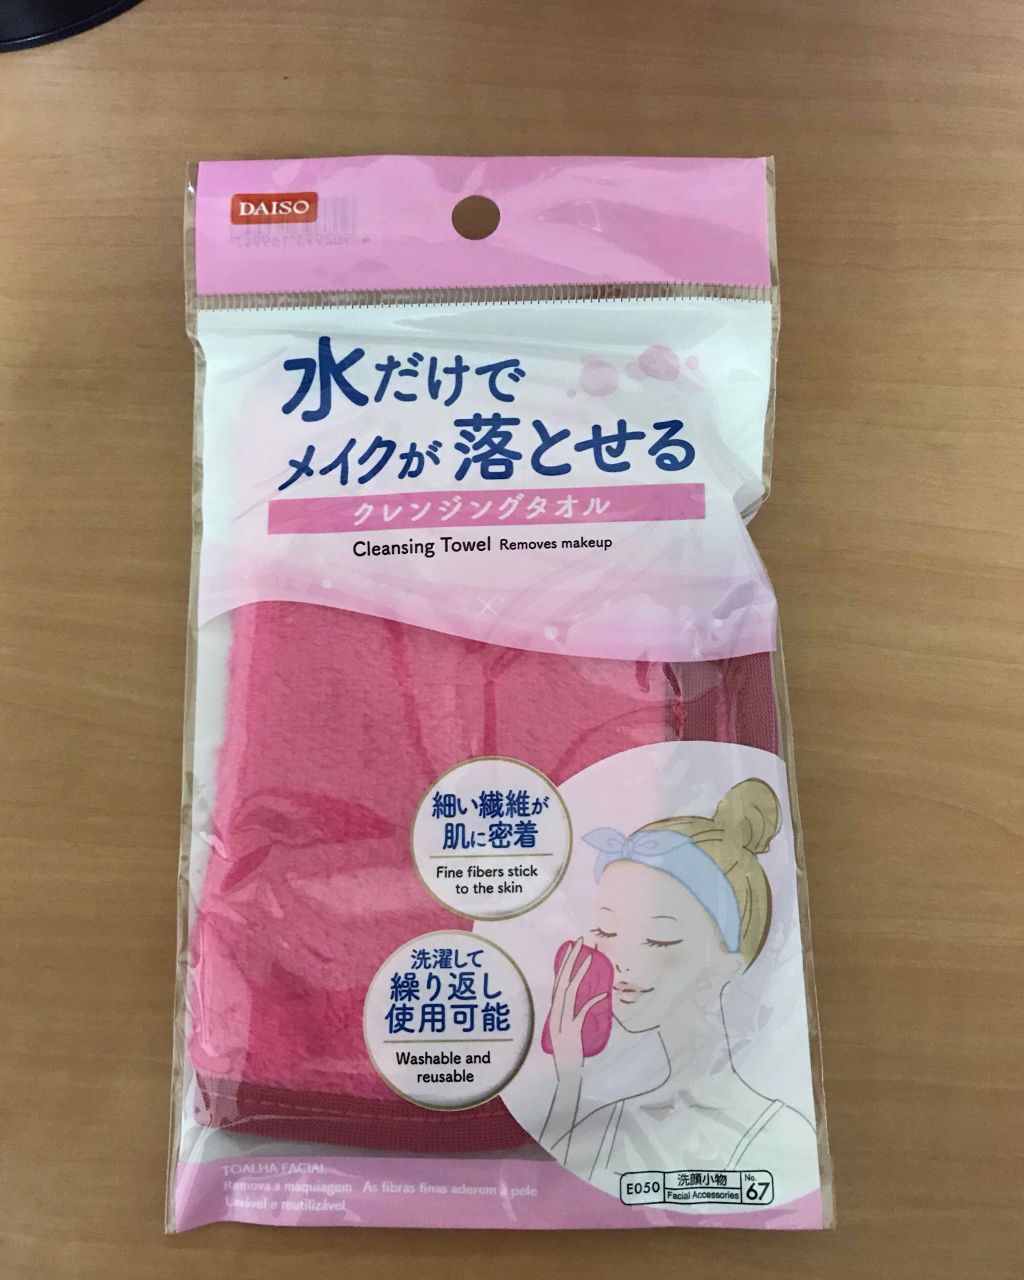 DAISO
水だけで
メイクが落とせる
クレンジングタオル
Cleansing Towel Removes makeup
細い繊維が
肌に密着
Fine fibers stick
to the skin
洗濯して
繰り返し
使用可能
Washable and
reusable
TOALHA FACIAL
Remova a maquiagem As fibras finas aderem à pele
Lavável e reutilizável
E050 洗顔小物 Facial Accessories No. 67